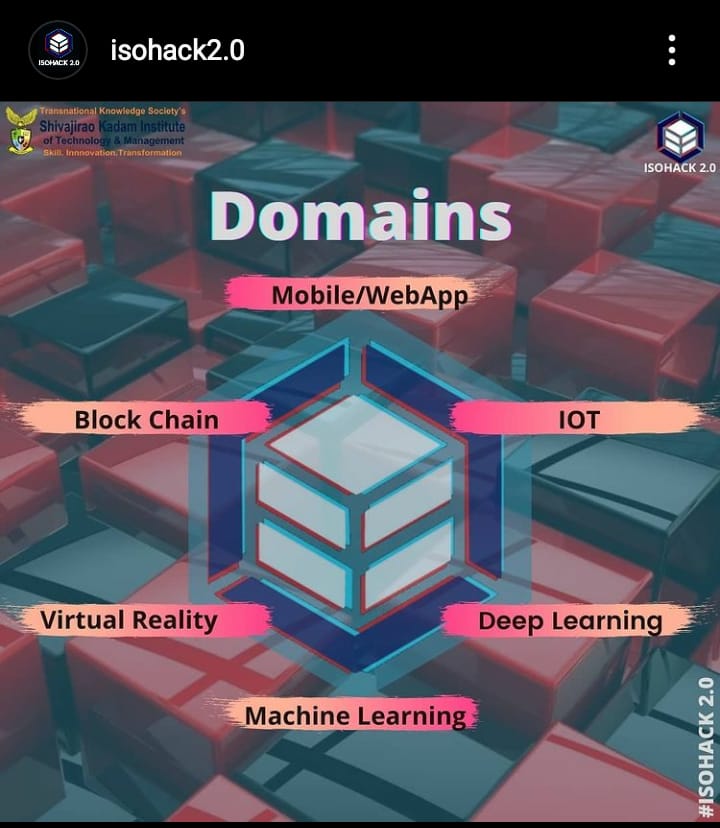 ISOHACK 2.0
isohack2.0
Transnational Knowledge Society's
Shivajirao Kadam Institute
of Technology & Management
Skill. Innnovation.Transformation
ISOHACK 2.0
Domains
Mobile/WebApp
Block Chain
IOT
Virtual Reality
Deep Learning
Machine Learning
#ISOHACK 2.0